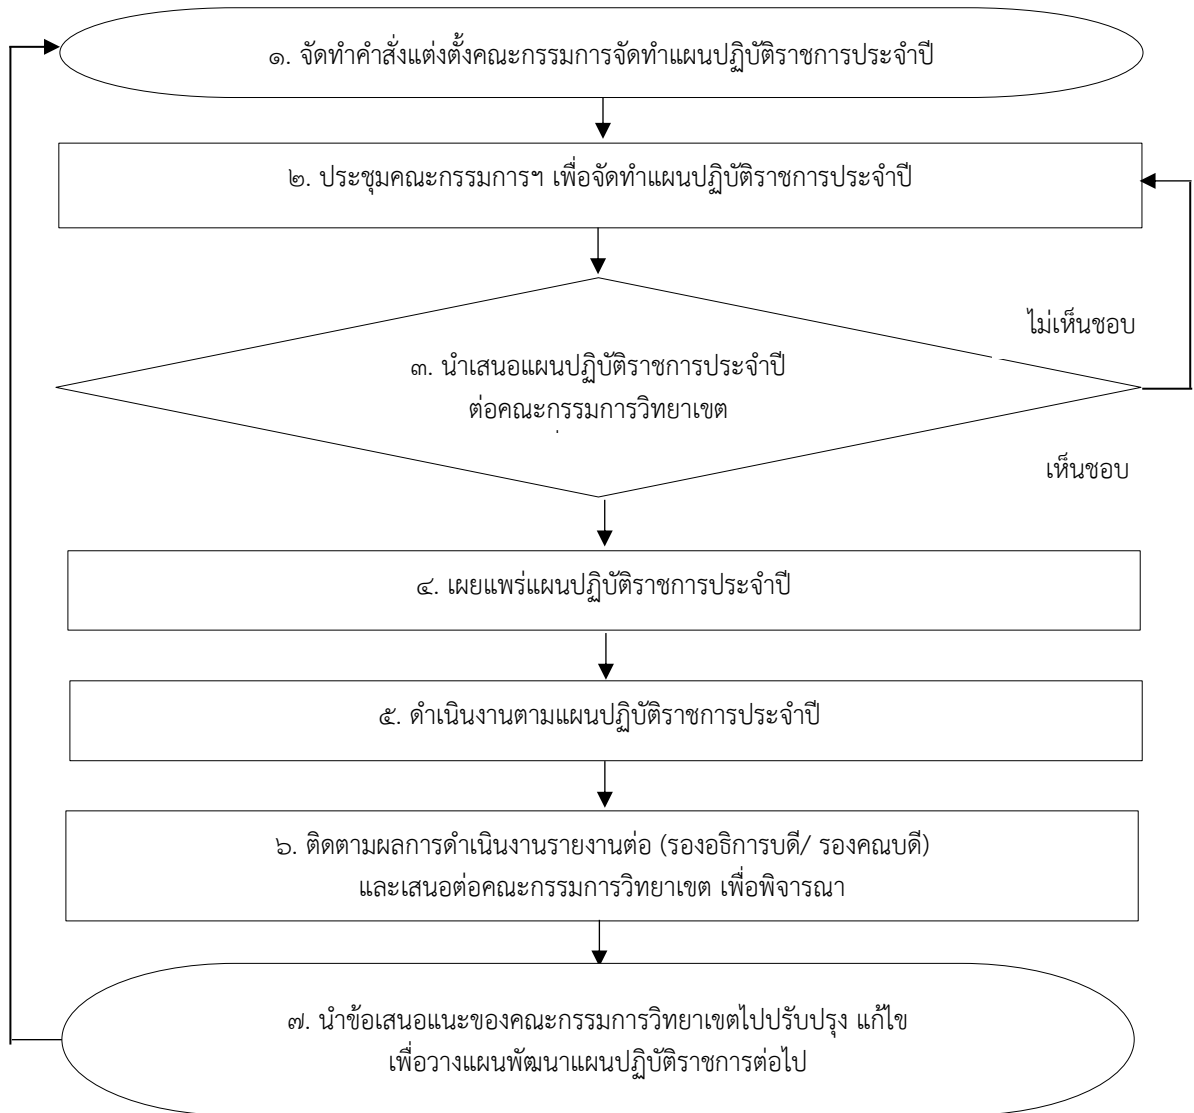 ๑. จัดทำคำสั่งแต่งตั้งคณะกรรมการจัดทำแผนปฏิบัติราชการประจำปี
๒. ประชุมคณะกรรมการฯ เพื่อจัดทำแผนปฏิบัติราชการประจำปี
ไม่เห็นชอบ
๓. นำเสนอแผนปฏิบัติราชการประจำปี
ต่อคณะกรรมการวิทยาเขต
เห็นชอบ
๔. เผยแพร่แผนปฏิบัติราชการประจำปี
๕. ดำเนินงานตามแผนปฏิบัติราชการประจำปี
๖. ติดตามผลการดำเนินงานรายงานต่อ (รองอธิการบดี/ รองคณบดี)
และเสนอต่อคณะกรรมการวิทยาเขต เพื่อพิจารณา
๗. นำข้อเสนอแนะของคณะกรรมการวิทยาเขตไปปรับปรุง แก้ไข
เพื่อวางแผนพัฒนาแผนปฏิบัติราชการต่อไป